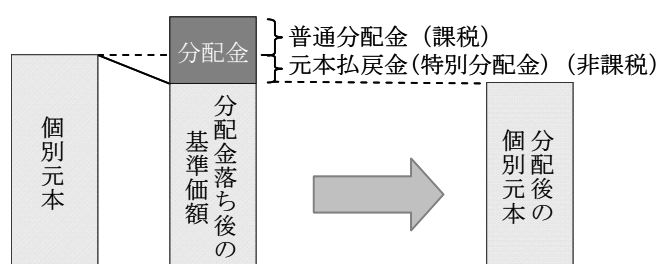 普通分配金（課税）
分配金
元本払戻金(特別分配金)（非課税)
個別元本
分配金落ち後の
基準価額
分配後の
個別元本